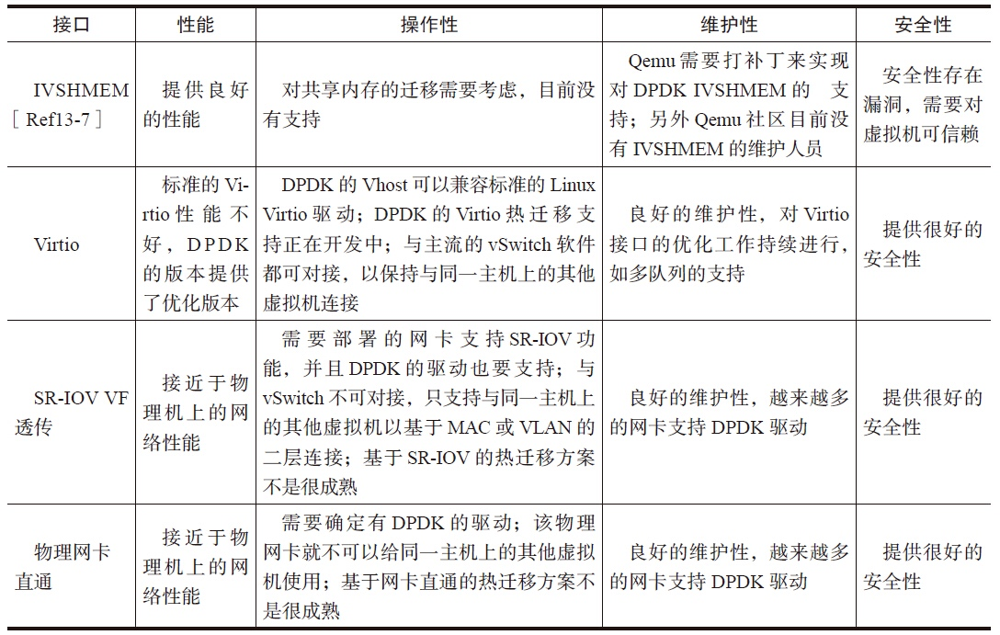 接口 性能 操作性 维护性 安全性
IVSHMEM
［Ref13-7］
提供良好
的性能
对共享内存的迁移需要考虑，目前没
有支持
Qemu 需要打补丁来实现
对 DPDK IVSHMEM 的 支
持；另外 Qemu 社区目前没
有 IVSHMEM 的维护人员
安全性存在
漏洞，需要对
虚拟机可信赖
Virtio
标准的 Vi-
rtio 性能不
好，DPDK
的版本提供
了优化版本
DPDK 的 Vhost 可以兼容标准的 Linux
Virtio 驱动；DPDK 的 Virtio 热迁移支
持正在开发中；与主流的 vSwitch 软件
都可对接，以保持与同一主机上的其他
虚拟机连接
良好的维护性，对 Virtio
接口的优化工作持续进行，
如多队列的支持
提供很好的
安全性
SR-IOV VF
透传
接近于物
理机上的网
络性能
需要部署的网卡支持 SR-IOV 功
能，并且 DPDK 的驱动也要支持；与
vSwitch 不可对接，只支持与同一主机上
的其他虚拟机以基于 MAC 或 VLAN 的
二层连接；基于 SR-IOV 的热迁移方案
不是很成熟
良好的维护性，越来越多
的网卡支持 DPDK 驱动
提供很好的
安全性
物理网卡
直通
接近于物
理机上的网
络性能
需要确定有 DPDK 的驱动；该物理
网卡就不可以给同一主机上的其他虚拟
机使用；基于网卡直通的热迁移方案不
是很成熟
良好的维护性，越来越多
的网卡支持 DPDK 驱动
提供很好的
安全性